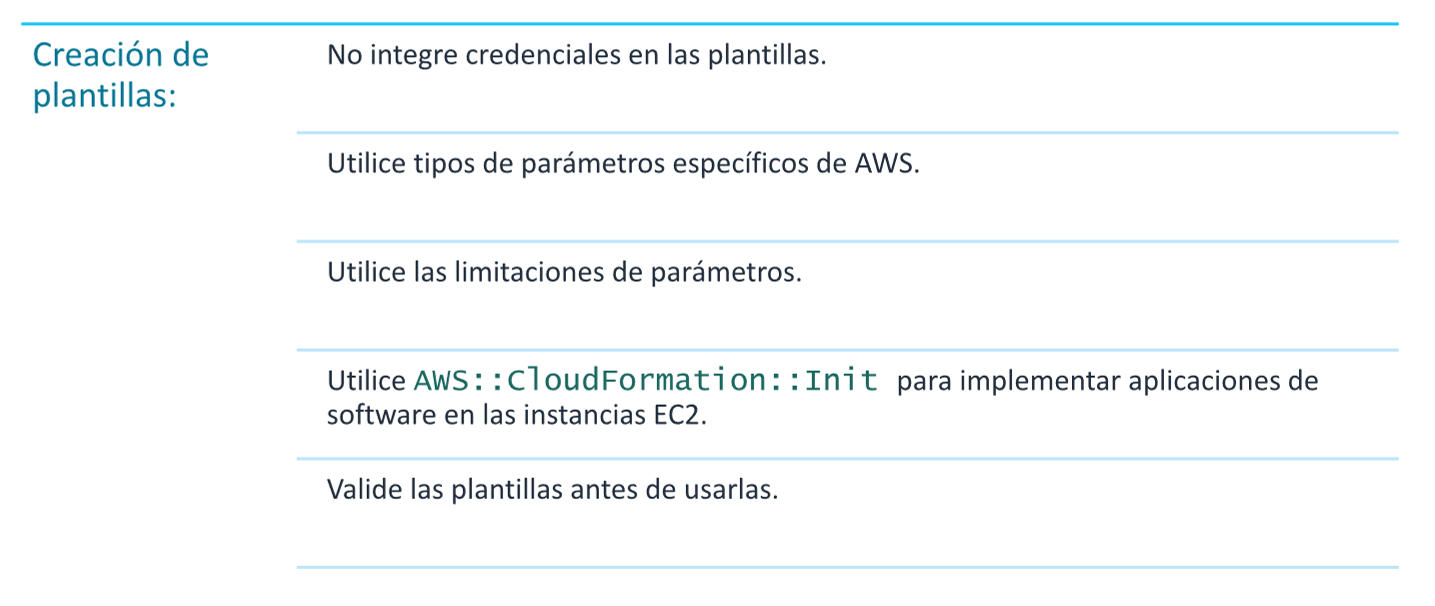 Creación de
plantillas:
No integre credenciales en las plantillas.
Utilice tipos de parámetros específicos de AWS.
Utilice las limitaciones de parámetros.
Utilice AWS::CloudFormation::Init para implementar aplicaciones de
software en las instancias EC2.
Valide las plantillas antes de usarlas.